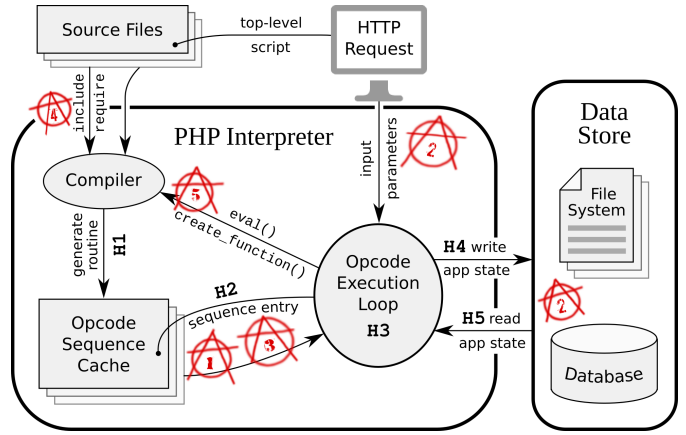 Source Files
top-level
script
HTTP
Request
4
include
require
PHP Interpreter
input
parameters
2
Data
Store
Compiler
5
eval()
create_function()
generate
routine
H1
File
System
Opcode
Execution
Loop
H3
H4 write
app state
H2
sequence entry
2
H5 read
app state
Opcode
Sequence
Cache
1
3
Database